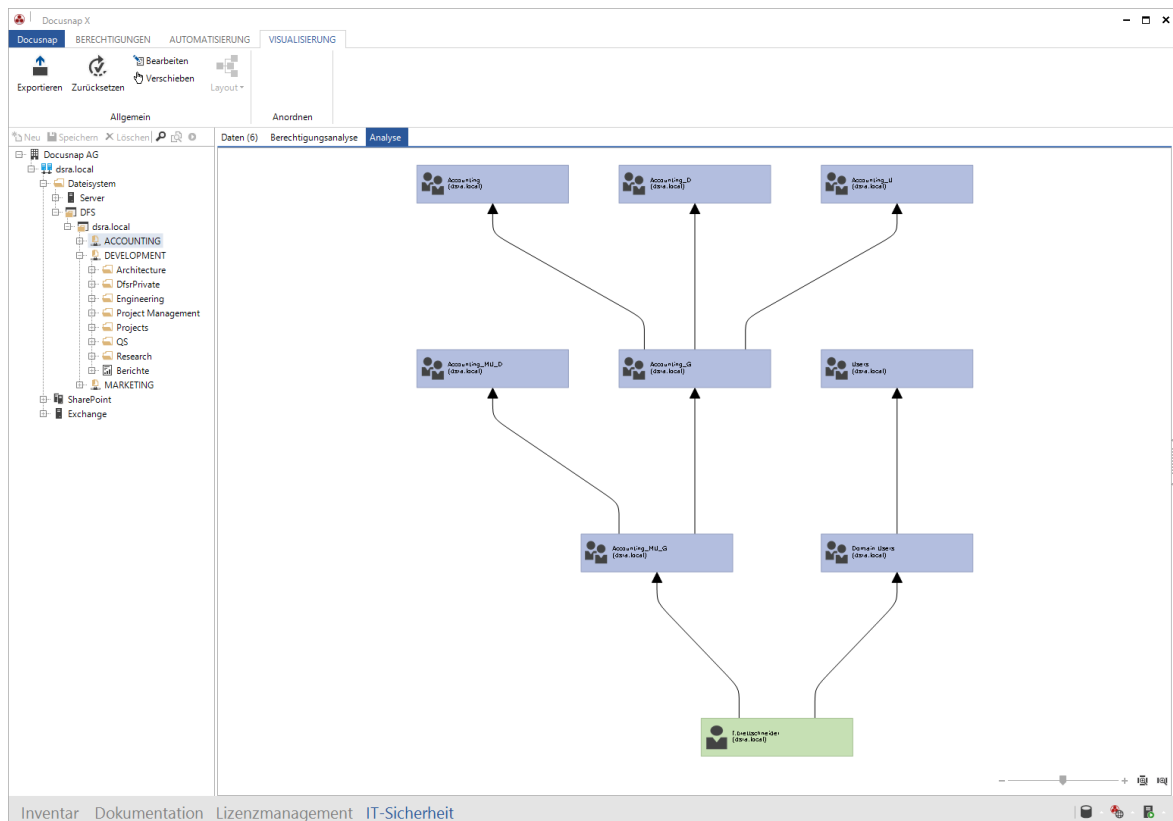 Docusnap X
Docusnap BERECHTIGUNGEN AUTOMATISIERUNG VISUALISIERUNG
Exportieren Zurücksetzen Bearbeiten Verschieben Layout
Allgemein Anordnen
Neu Speichern Löschen
Daten (6) Berechtigungsanalyse Analyse
Docusnap AG
dsra.local
Dateisystem
Server
DFS
dsra.local
ACCOUNTING
DEVELOPMENT
Architecture
DfsrPrivate
Engineering
Project Management
Projects
QS
Research
Berichte
MARKETING
SharePoint
Exchange
Accounting
(dsra.local)
Accounting_D
(dsra.local)
Accounting_U
(dsra.local)
Accounting_MU_D
(dsra.local)
Accounting_G
(dsra.local)
Users
(dsra.local)
Accounting_MU_G
(dsra.local)
Domain Users
(dsra.local)
(dsra.local)
Inventar Dokumentation Lizenzmanagement IT-Sicherheit